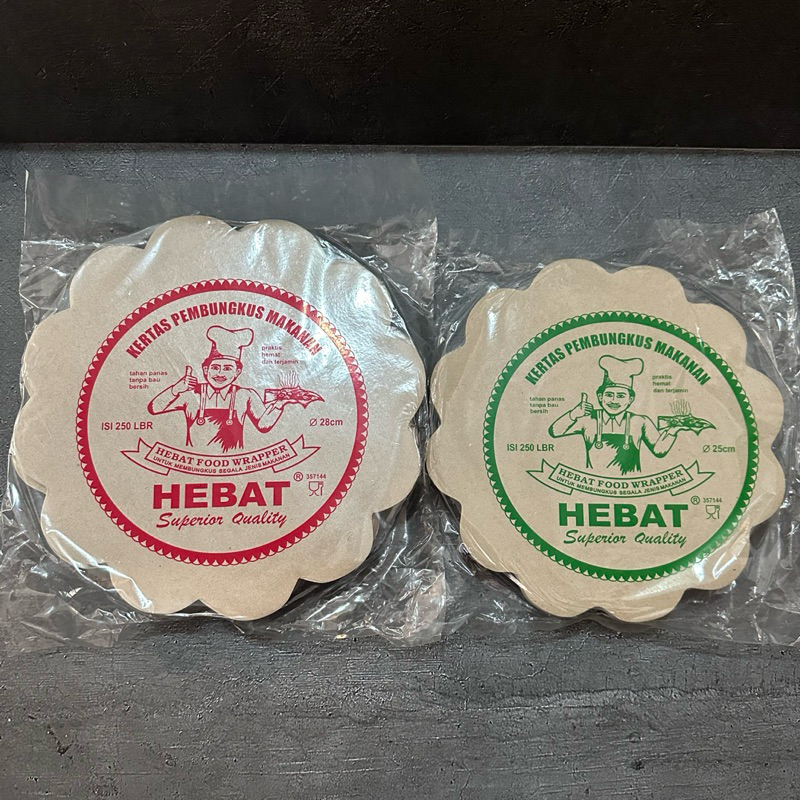 KERTAS PEMBUNGKUS MAKANAN
praktis
hemat
dan terjamin
tahan panas
tanpa bau
bersih
ISI 250 LBR
Ø 28cm
HEBAT FOOD WRAPPER
UNTUK MEMBUNGKUS SEGALA JENIS MAKANAN
HEBAT ® 357144
Superior Quality
KERTAS PEMBUNGKUS MAKANAN
praktis
hemat
dan terjamin
tahan panas
tanpa bau
bersih
ISI 250 LBR
Ø 25cm
HEBAT FOOD WRAPPER
UNTUK MEMBUNGKUS SEGALA JENIS MAKANAN
HEBAT ® 357144
Superior Quality